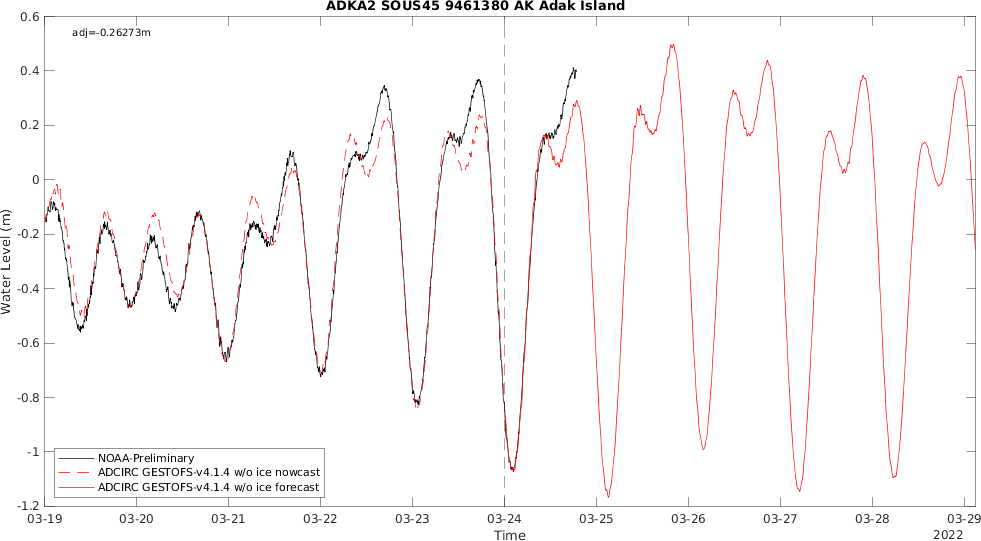 ADKA2 SOUS45 9461380 AK Adak Island
adj=-0.26273m
0.6
0.4
0.2
0
-0.2
-0.4
-0.6
-0.8
-1
-1.2
Water Level (m)
NOAA-Preliminary
ADCIRC GESTOFS-v4.1.4 w/o ice nowcast
ADCIRC GESTOFS-v4.1.4 w/o ice forecast
03-19 03-20 03-21 03-22 03-23 03-24 03-25 03-26 03-27 03-28 03-29
Time
2022